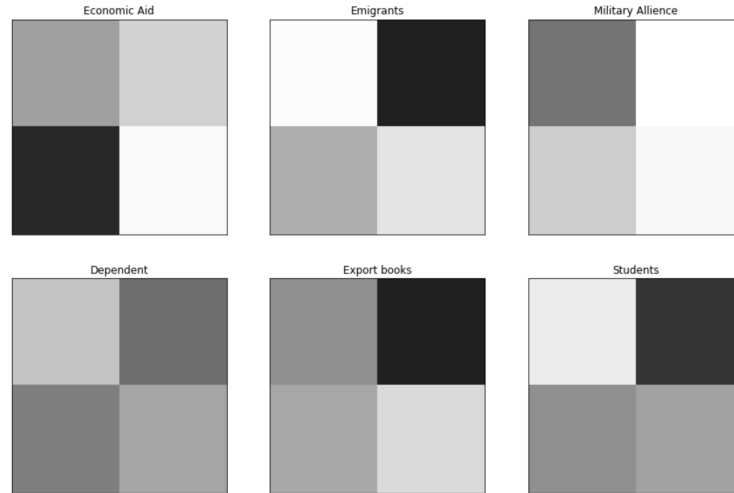 Economic Aid
Emigrants
Military Allience
Dependent
Export books
Students